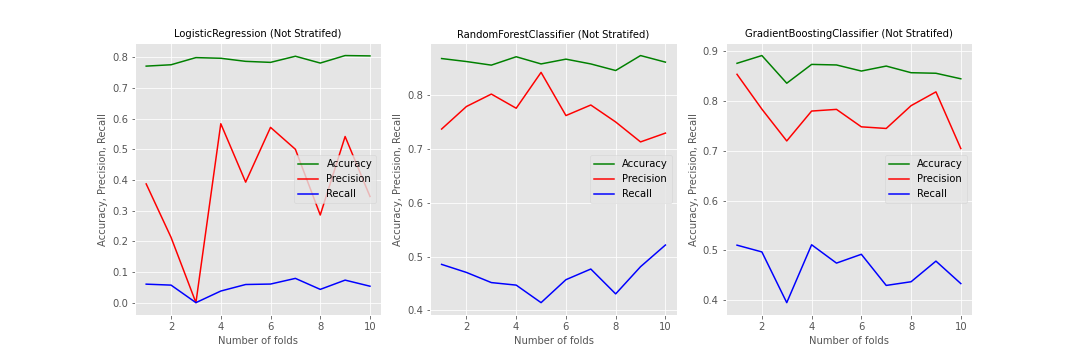 LogisticRegression (Not Stratifed)
0.8
0.7
0.6
0.5
0.4
0.3
0.2
0.1
0.0
Accuracy, Precision, Recall
Accuracy
Precision
Recall
2 4 6 8 10
Number of folds
RandomForestClassifier (Not Stratifed)
0.8
0.7
0.6
0.5
0.4
Accuracy, Precision, Recall
Accuracy
Precision
Recall
2 4 6 8 10
Number of folds
GradientBoostingClassifier (Not Stratifed)
0.9
0.8
0.7
0.6
0.5
0.4
Accuracy, Precision, Recall
Accuracy
Precision
Recall
2 4 6 8 10
Number of folds